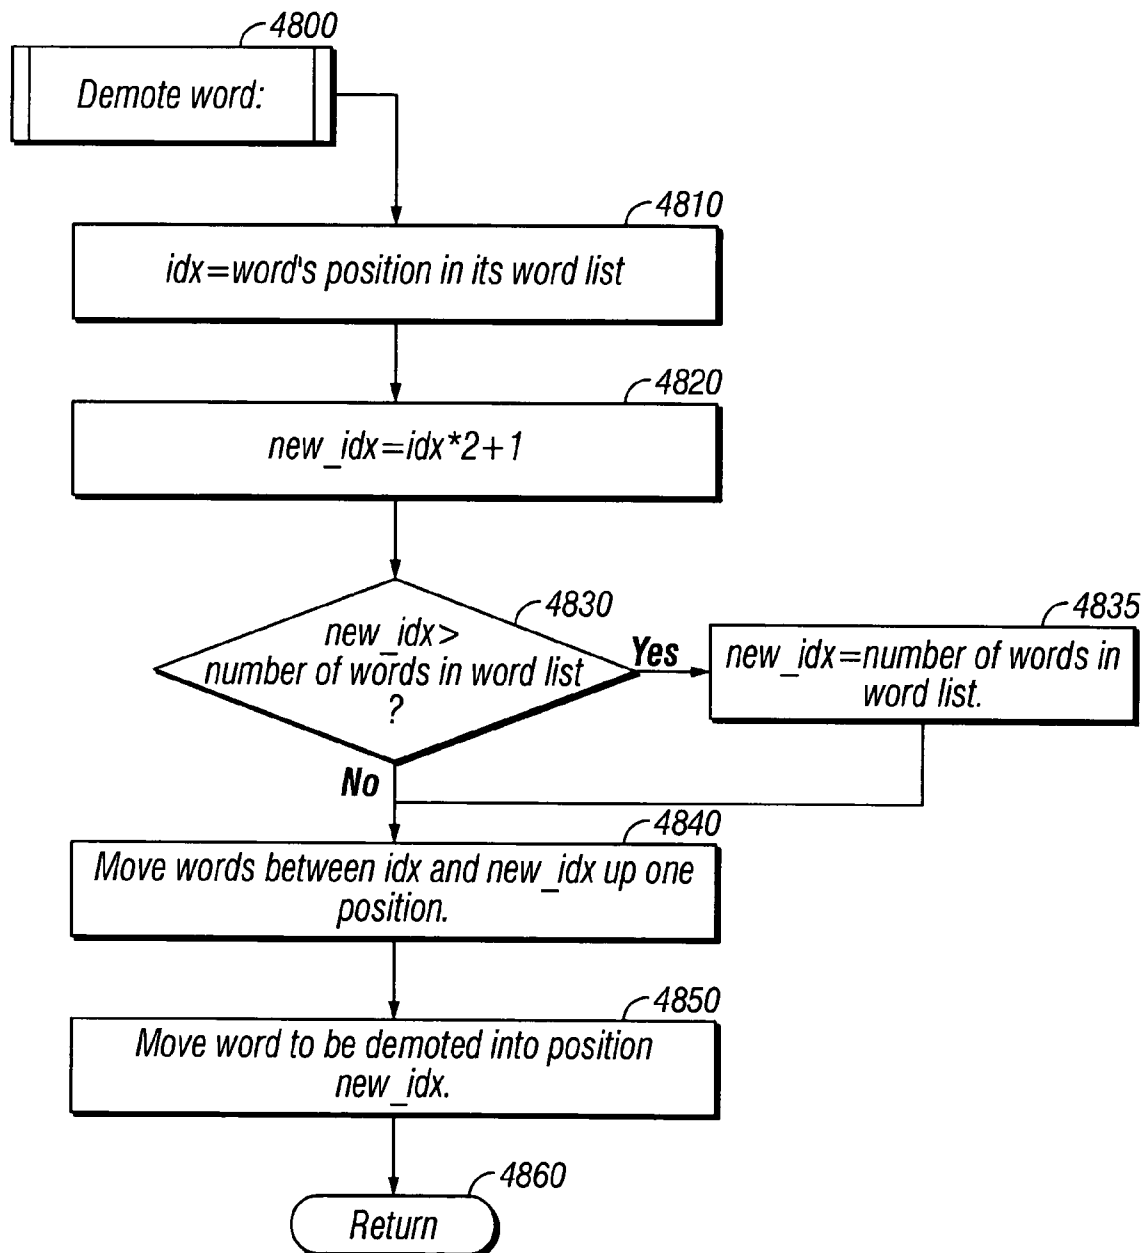 4800
Demote word:
4810
idx=word's position in its word list
4820
new_idx=idx*2+1
4830
new_idx>
number of words in word list
?
Yes
4835
new_idx=number of words in
word list.
No
4840
Move words between idx and new_idx up one
position.
4850
Move word to be demoted into position
new_idx.
4860
Return